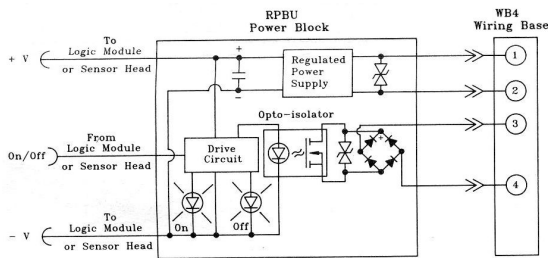 RPBU
Power Block
WB4
Wiring Base
+ V
To
Logic Module
or Sensor Head
+
−
Regulated
Power
Supply
1
2
Opto-isolator
3
On/Off
From
Logic Module
or Sensor Head
Drive
Circuit
+
4
On
Off
− V
To
Logic Module
or Sensor Head